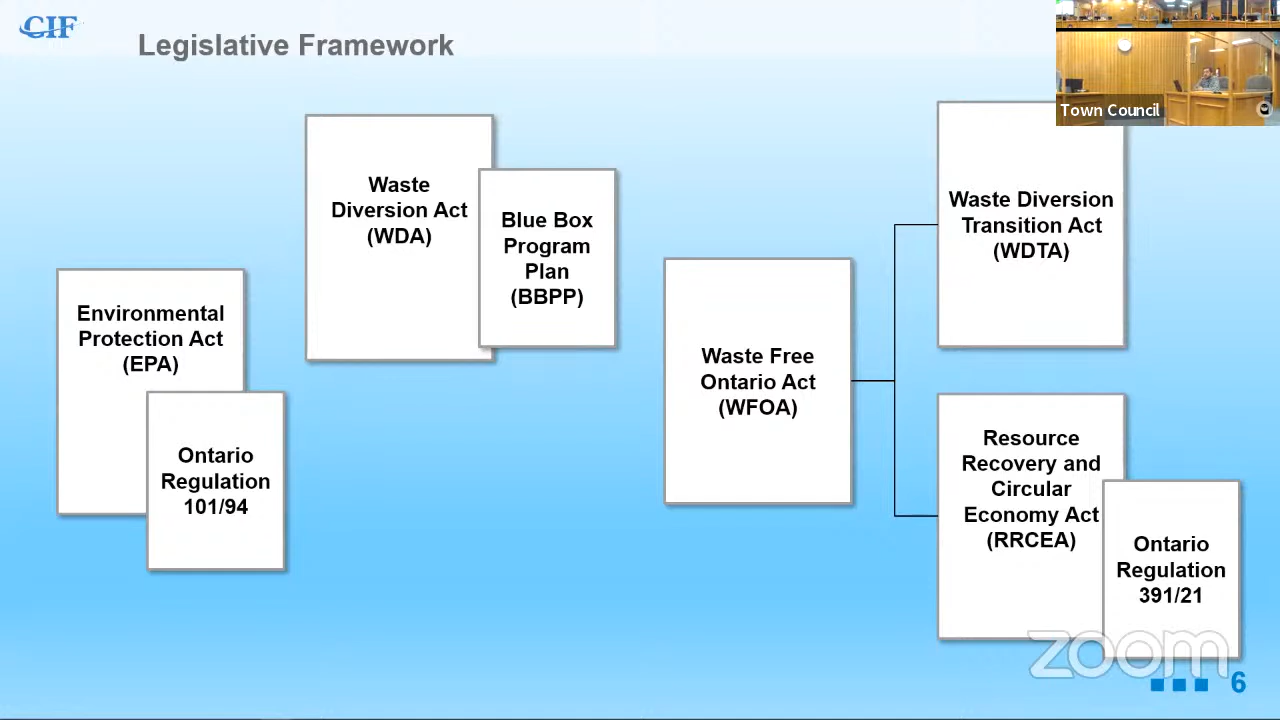 CIF
Legislative Framework
Town Council
Environmental
Protection Act
(EPA)
Ontario
Regulation
101/94
Waste
Diversion Act
(WDA)
Blue Box
Program
Plan
(BBPP)
Waste Free
Ontario Act
(WFOA)
Waste Diversion
Transition Act
(WDTA)
Resource
Recovery and
Circular
Economy Act
(RRCEA)
Ontario
Regulation
391/21
zoom
6